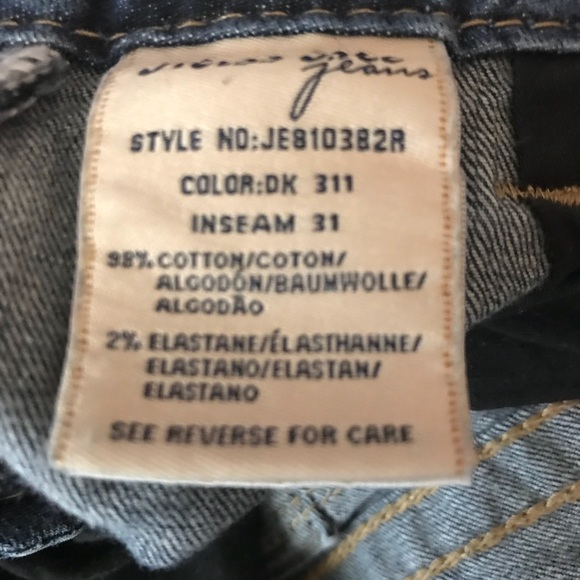 jeans
STYLE NO:JE810382R
COLOR:DK 311
INSEAM 31
98% COTTON/COTON/
ALGODÓN/BAUMWOLLE/
ALGODÃO
2% ELASTANE/ÉLASTHANNE/
ELASTANO/ELASTAN/
ELASTANO
SEE REVERSE FOR CARE